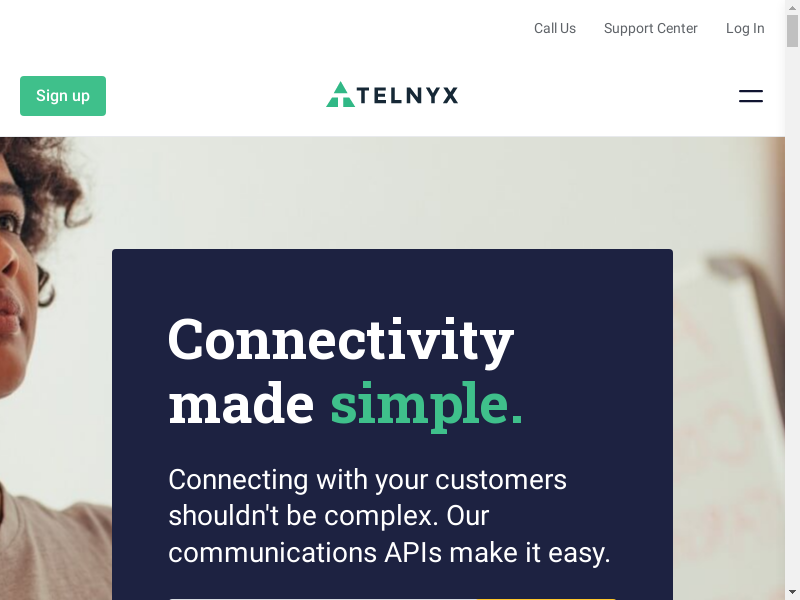 Call Us Support Center Log In
Sign up
TELNYX
Connectivity
made simple.
Connecting with your customers
shouldn't be complex. Our
communications APIs make it easy.